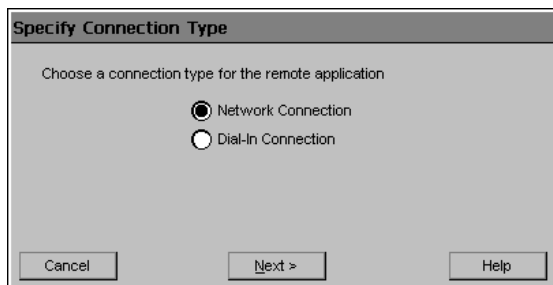 Specify Connection Type
Choose a connection type for the remote application
Network Connection
Dial-In Connection
Cancel
Next >
Help